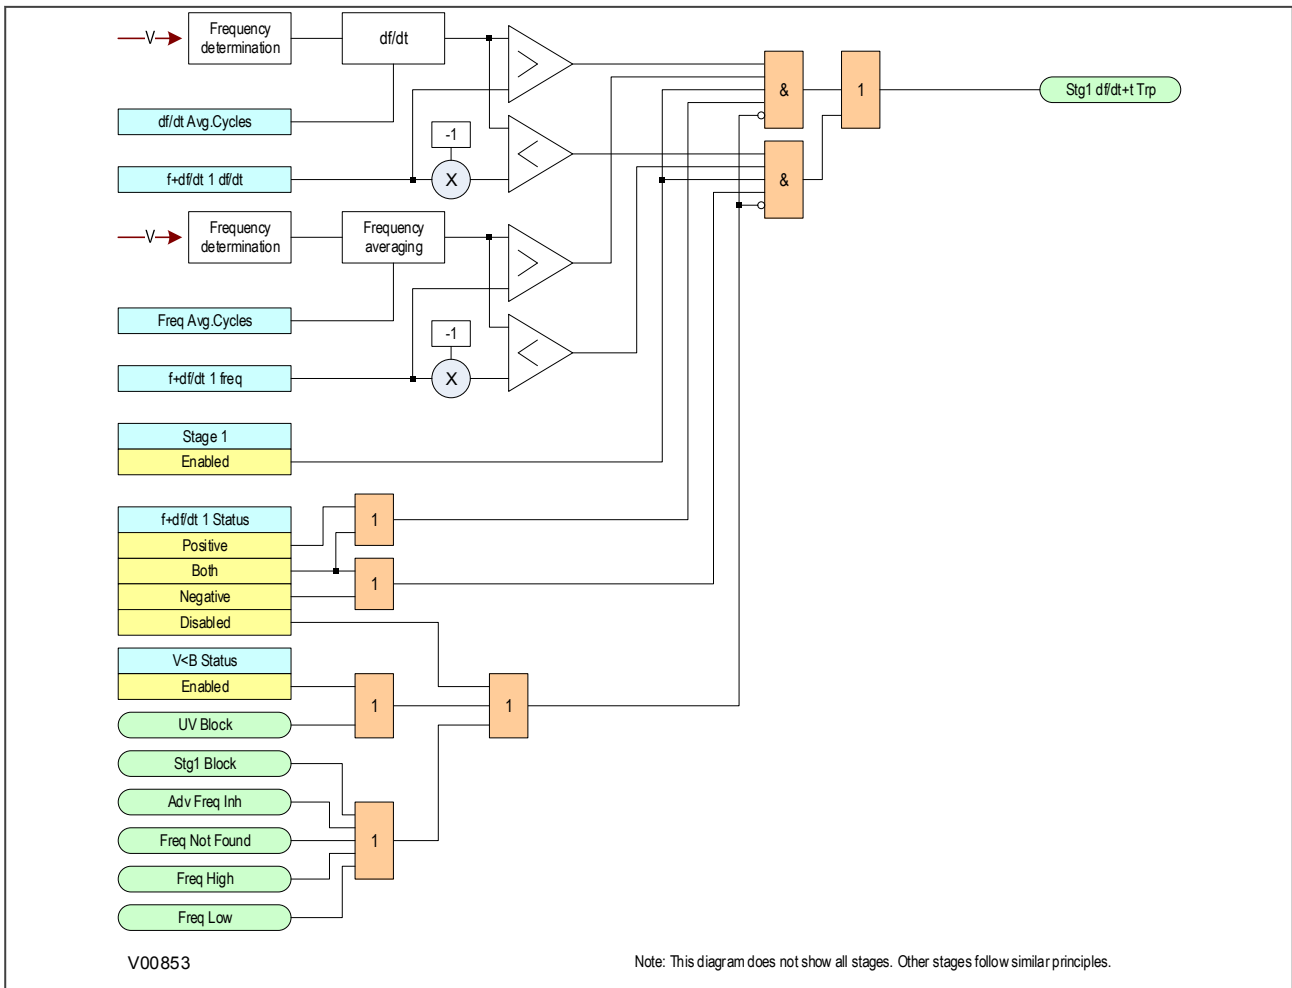 V
Frequency
determination
df/dt
df/dt Avg.Cycles
-1
f+df/dt 1 df/dt
X
&
1
Stg1 df/dt+t Trp
&
V
Frequency
determination
Frequency
averaging
Freq Avg.Cycles
-1
f+df/dt 1 freq
X
Stage 1
Enabled
f+df/dt 1 Status
Positive
Both
Negative
Disabled
1
1
V<B Status
Enabled
UV Block
1
1
Stg1 Block
Adv Freq Inh
Freq Not Found
Freq High
Freq Low
1
V00853
Note: This diagram does not show all stages. Other stages follow similar principles.